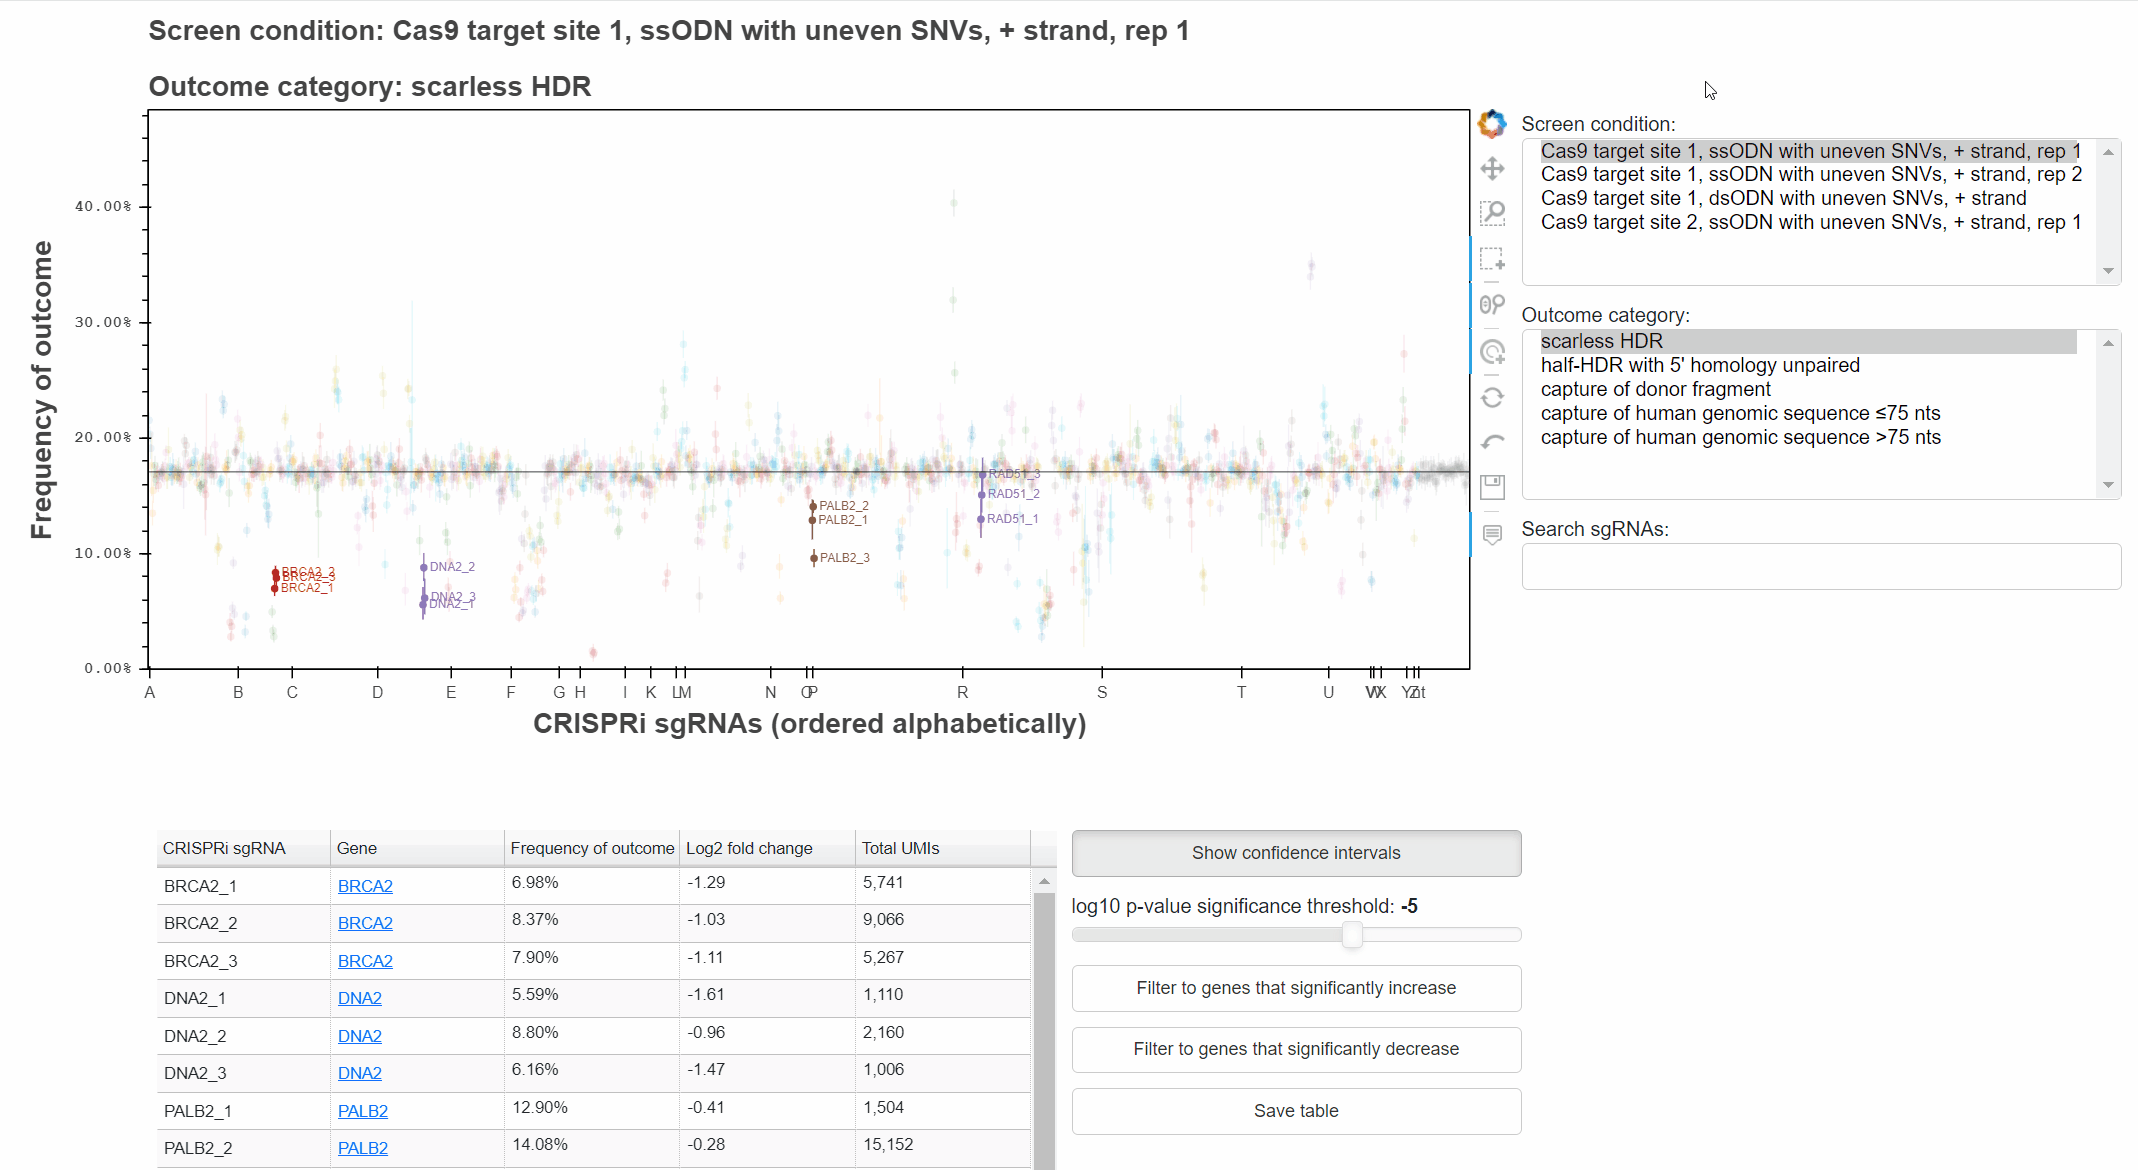 Screen condition: Cas9 target site 1, ssODN with uneven SNVs, + strand, rep 1
Outcome category: scarless HDR
Frequency of outcome
40.00%
30.00%
20.00%
10.00%
0.00%
RAD51_3
RAD51_2
RAD51_1
PALB2_2
PALB2_1
PALB2_3
BRCA2_2
BRCA2_3
BRCA2_1
DNA2_2
DNA2_3
DNA2_1
A B C D E F G H I K L M N O P R S T U V W X Y Z nt
CRISPRi sgRNAs (ordered alphabetically)
Screen condition:
Cas9 target site 1, ssODN with uneven SNVs, + strand, rep 1
Cas9 target site 1, ssODN with uneven SNVs, + strand, rep 2
Cas9 target site 1, dsODN with uneven SNVs, + strand
Cas9 target site 2, ssODN with uneven SNVs, + strand, rep 1
Outcome category:
scarless HDR
half-HDR with 5' homology unpaired
capture of donor fragment
capture of human genomic sequence ≤75 nts
capture of human genomic sequence >75 nts
Search sgRNAs:
CRISPRi sgRNA Gene Frequency of outcome Log2 fold change Total UMIs
BRCA2_1 BRCA2 6.98% -1.29 5,741
BRCA2_2 BRCA2 8.37% -1.03 9,066
BRCA2_3 BRCA2 7.90% -1.11 5,267
DNA2_1 DNA2 5.59% -1.61 1,110
DNA2_2 DNA2 8.80% -0.96 2,160
DNA2_3 DNA2 6.16% -1.47 1,006
PALB2_1 PALB2 12.90% -0.41 1,504
PALB2_2 PALB2 14.08% -0.28 15,152
Show confidence intervals
log10 p-value significance threshold: -5
Filter to genes that significantly increase
Filter to genes that significantly decrease
Save table